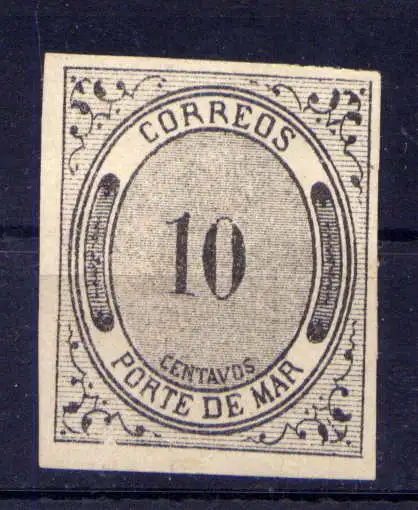 CORREOS
10
CENTAVOS
PORTE DE MAR